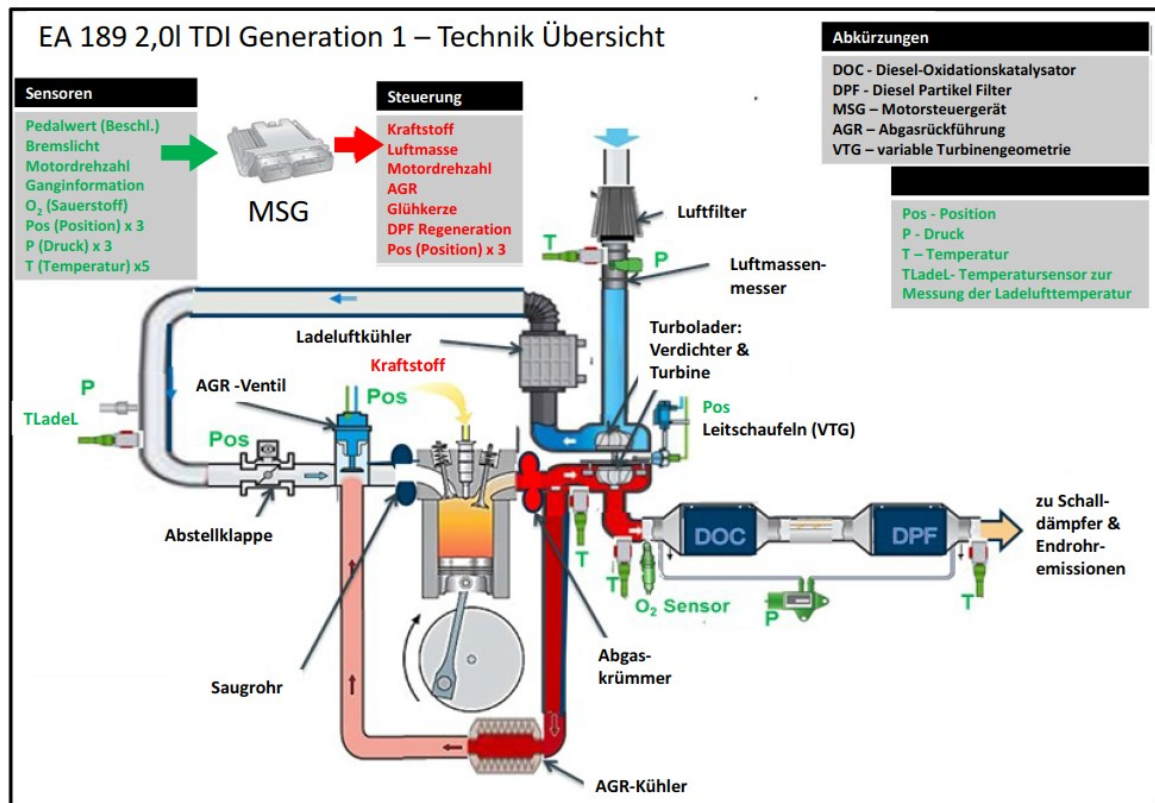 EA 189 2,0l TDI Generation 1 – Technik Übersicht
Sensoren
Pedalwert (Beschl.)
Bremslicht
Motordrehzahl
Ganginformation
O₂ (Sauerstoff)
Pos (Position) x 3
P (Druck) x 3
T (Temperatur) x5
MSG
Steuerung
Kraftstoff
Luftmasse
Motordrehzahl
AGR
Glühkerze
DPF Regeneration
Pos (Position) x 3
Abkürzungen
DOC - Diesel-Oxidationskatalysator
DPF - Diesel Partikel Filter
MSG – Motorsteuergerät
AGR – Abgasrückführung
VTG – variable Turbinengeometrie
Pos - Position
P - Druck
T – Temperatur
TLadeL- Temperatursensor zur
Messung der Ladelufttemperatur
Luftfilter
T
P
Luftmassen-
messer
Ladeluftkühler
Turbolader:
Verdichter &
Turbine
Kraftstoff
AGR -Ventil
Pos
P
TLadeL
Pos
Pos
Leitschaufeln (VTG)
Abstellklappe
T
DOC
DPF
zu Schall-
dämpfer &
Endrohr-
emissionen
T
O₂ Sensor
P
T
Saugrohr
Abgas-
krümmer
AGR-Kühler